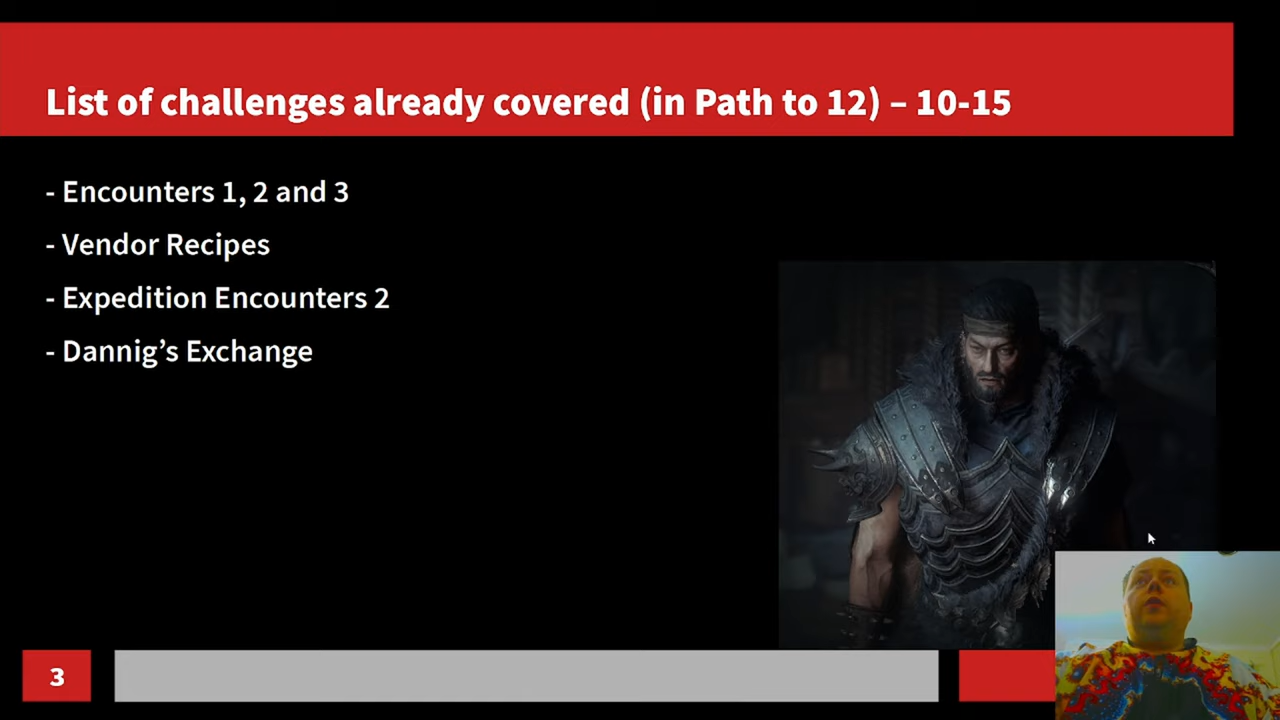 List of challenges already covered (in Path to 12) – 10-15
- Encounters 1, 2 and 3
- Vendor Recipes
- Expedition Encounters 2
- Dannig’s Exchange
3